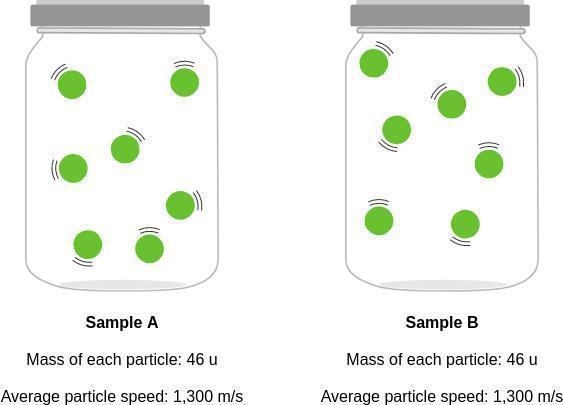 Sample A
Mass of each particle: 46 u
Average particle speed: 1,300 m/s
Sample B
Mass of each particle: 46 u
Average particle speed: 1,300 m/s